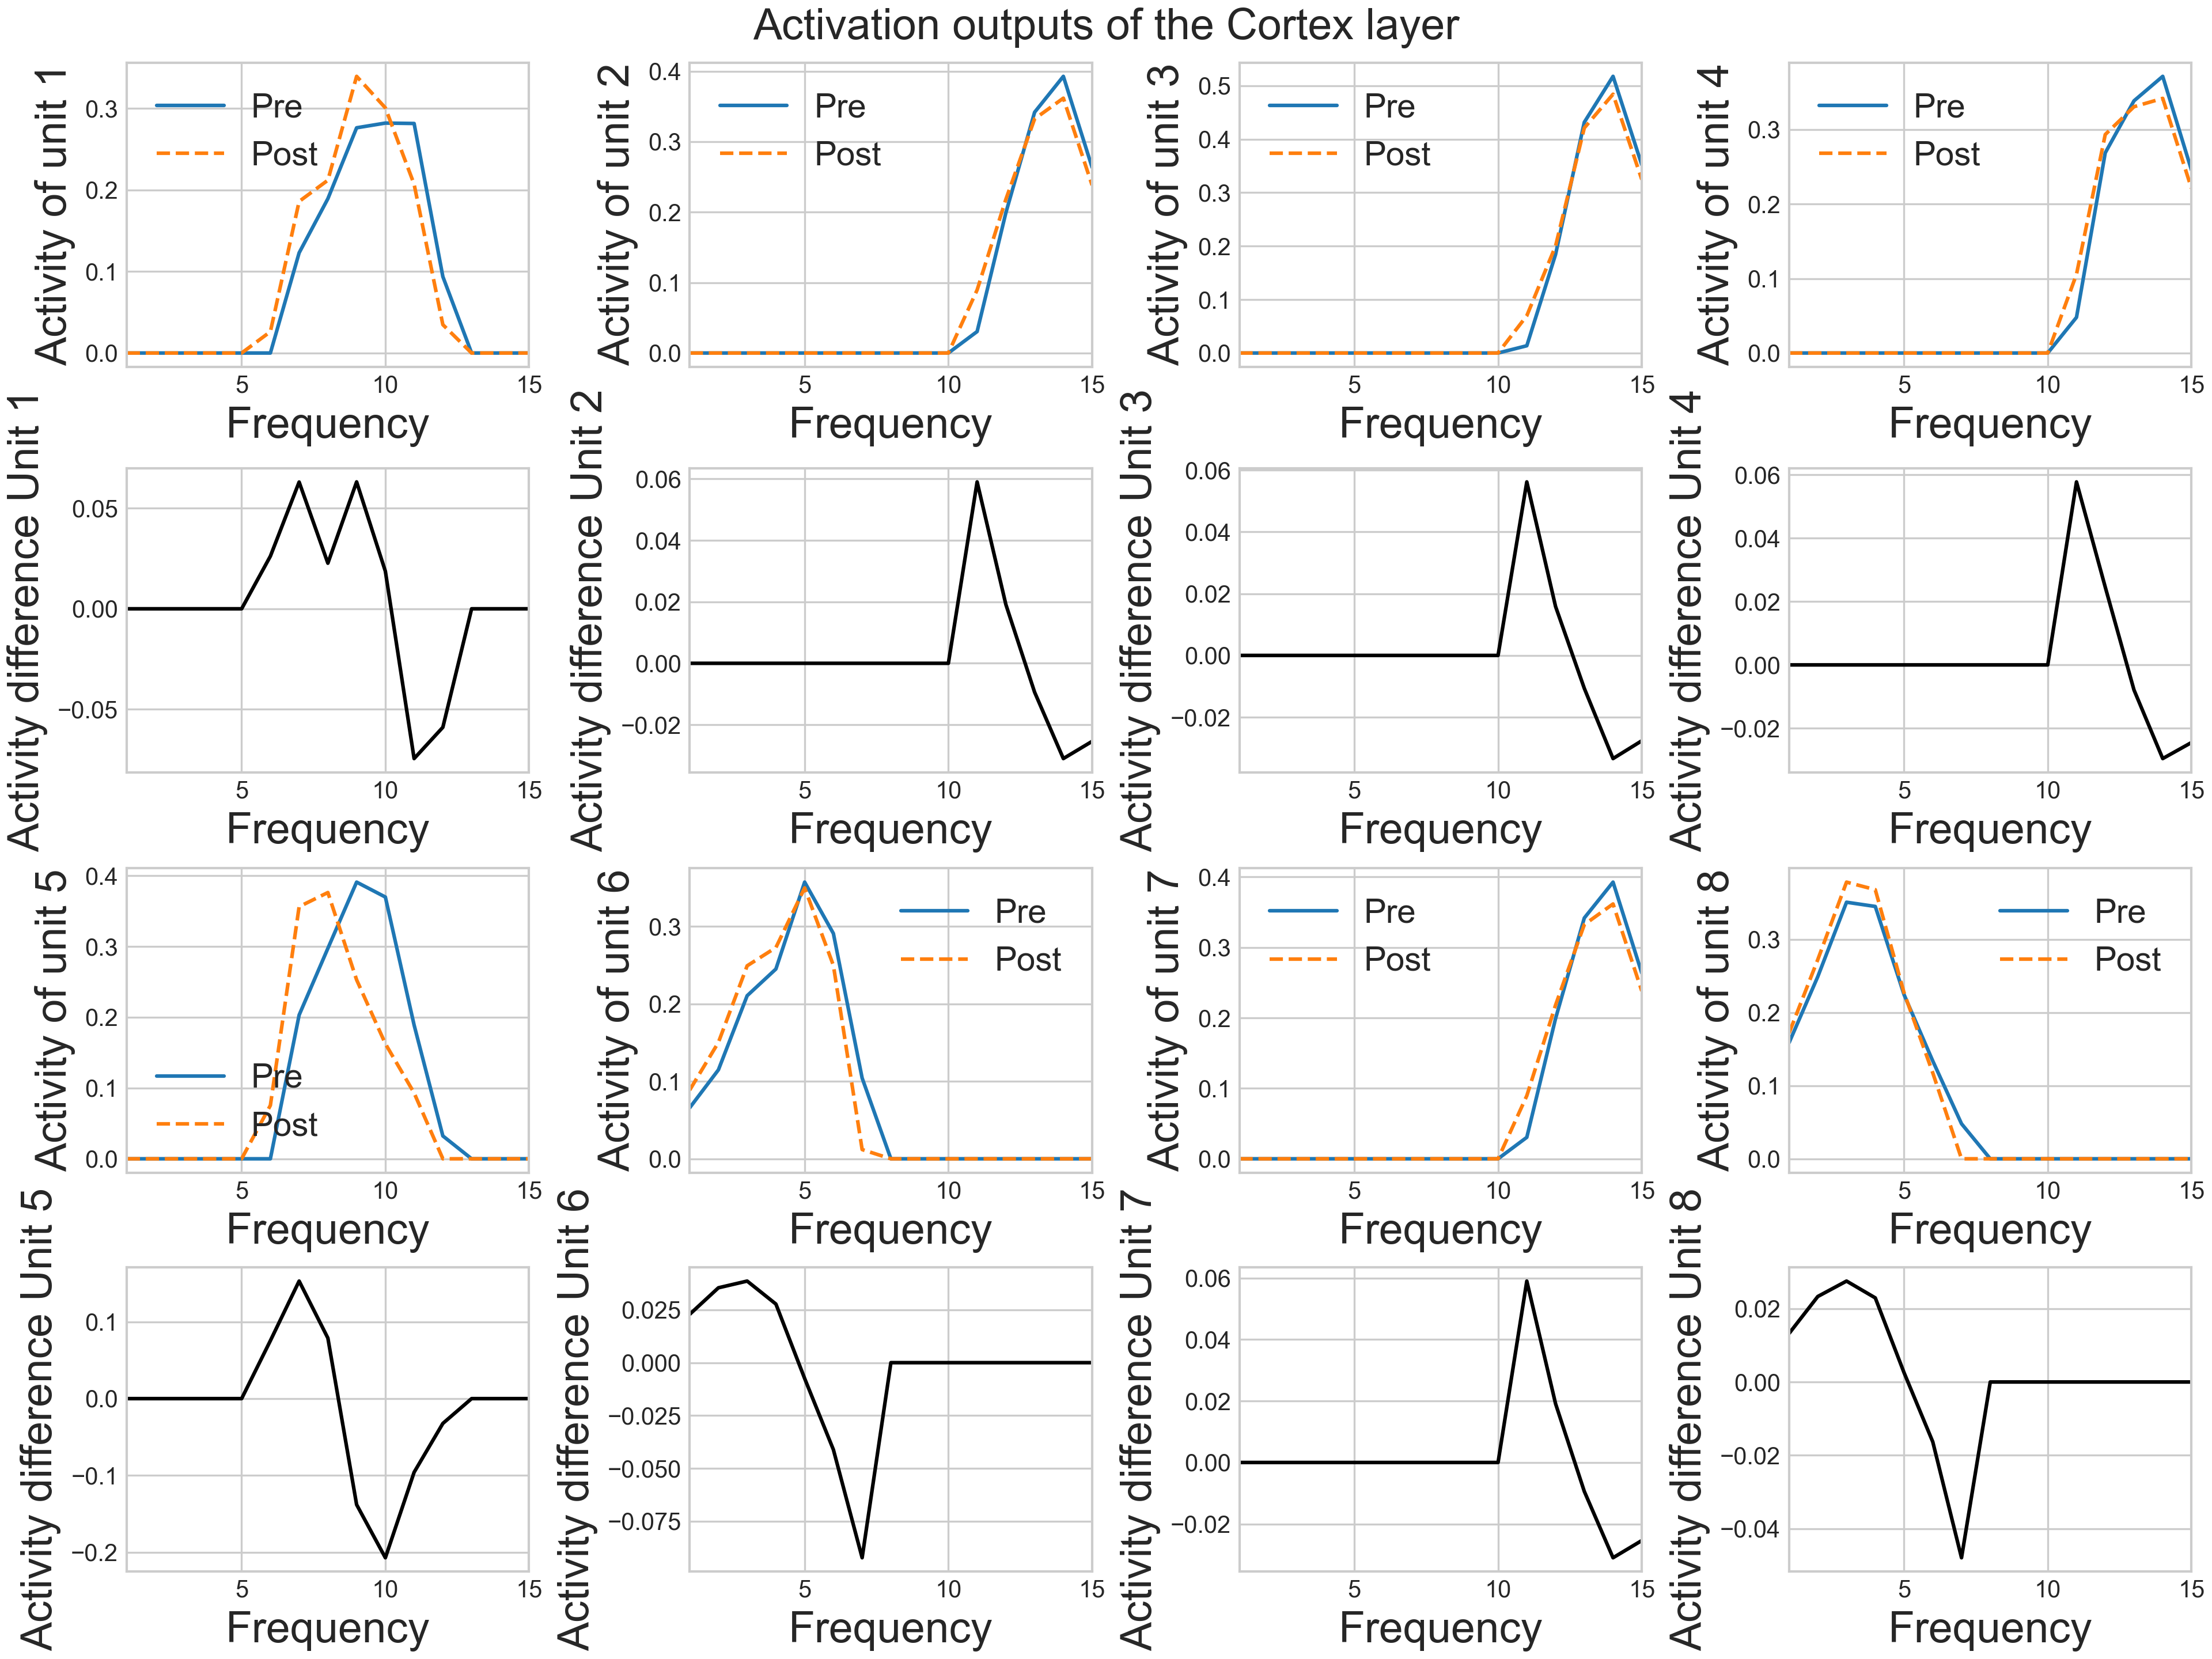 Activation outputs of the Cortex layer
Activity of unit 1
0.3
0.2
0.1
0.0
Pre
Post
5 10 15
Frequency
Activity of unit 2
0.4
0.3
0.2
0.1
0.0
Pre
Post
5 10 15
Frequency
Activity of unit 3
0.5
0.4
0.3
0.2
0.1
0.0
Pre
Post
5 10 15
Frequency
Activity of unit 4
0.3
0.2
0.1
0.0
Pre
Post
5 10 15
Frequency
Activity difference Unit 1
0.05
0.00
−0.05
5 10 15
Frequency
Activity difference Unit 2
0.06
0.04
0.02
0.00
−0.02
5 10 15
Frequency
Activity difference Unit 3
0.06
0.04
0.02
0.00
−0.02
5 10 15
Frequency
Activity difference Unit 4
0.06
0.04
0.02
0.00
−0.02
5 10 15
Frequency
Activity of unit 5
0.4
0.3
0.2
0.1
0.0
Pre
Post
5 10 15
Frequency
Activity of unit 6
0.3
0.2
0.1
0.0
Pre
Post
5 10 15
Frequency
Activity of unit 7
0.4
0.3
0.2
0.1
0.0
Pre
Post
5 10 15
Frequency
Activity of unit 8
0.3
0.2
0.1
0.0
Pre
Post
5 10 15
Frequency
Activity difference Unit 5
0.1
0.0
−0.1
−0.2
5 10 15
Frequency
Activity difference Unit 6
0.025
0.000
−0.025
−0.050
−0.075
5 10 15
Frequency
Activity difference Unit 7
0.06
0.04
0.02
0.00
−0.02
5 10 15
Frequency
Activity difference Unit 8
0.02
0.00
−0.02
−0.04
5 10 15
Frequency